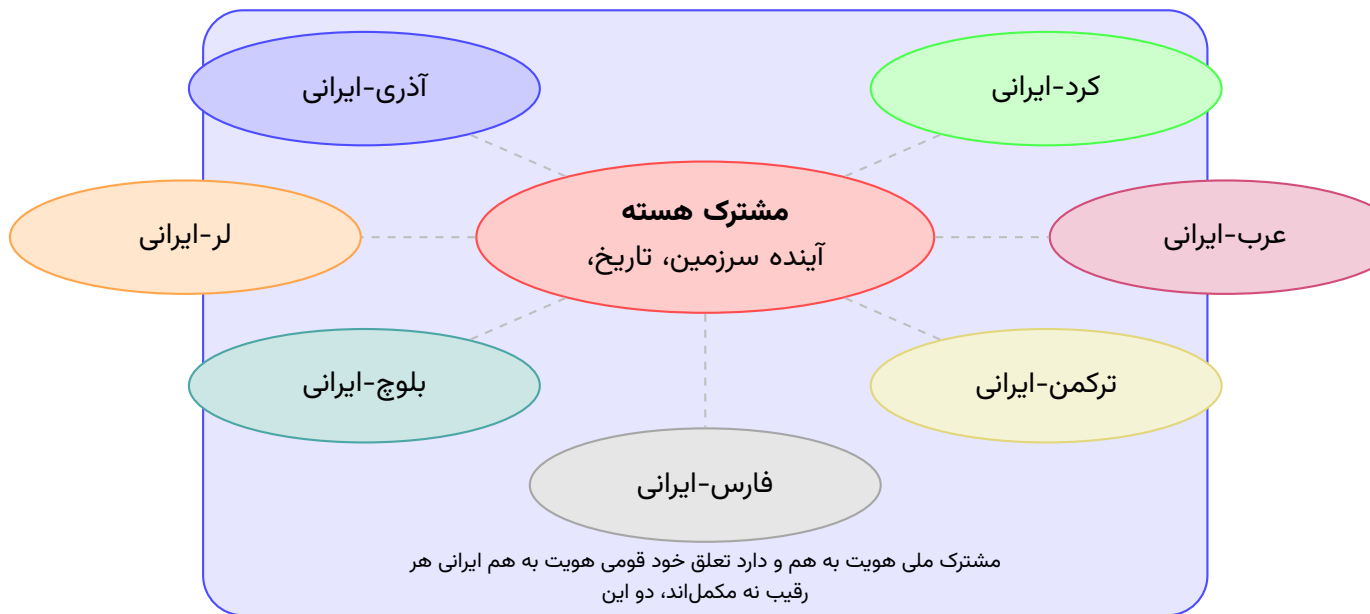 آذری-ایرانی
کرد-ایرانی
مشترک هسته
آینده سرزمین، تاریخ،
لر-ایرانی
عرب-ایرانی
بلوچ-ایرانی
ترکمن-ایرانی
فارس-ایرانی
مشترک ملی هویت به هم و دارد تعلق خود قومی هویت به هم ایرانی هر
رقیب نه مکمل‌اند، دو این